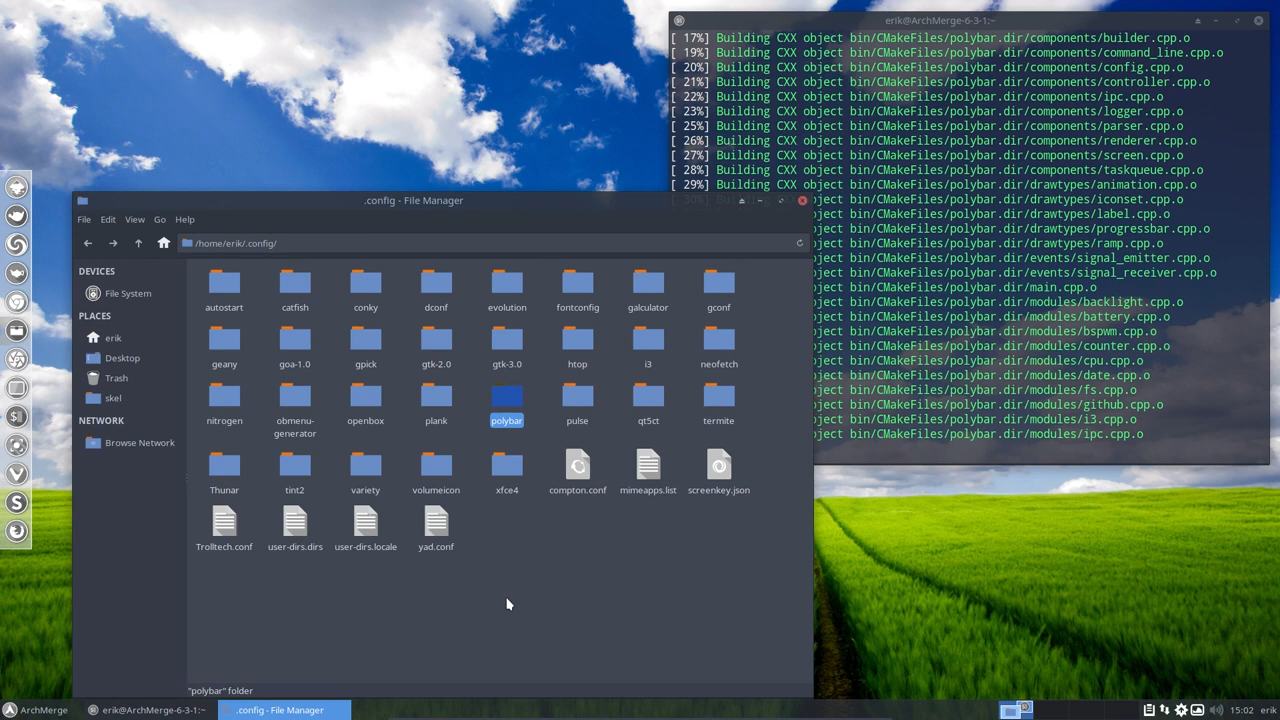 erik@ArchMerge-6-3-1:~
[ 17%] Building CXX object bin/CMakeFiles/polybar.dir/components/builder.cpp.o
[ 19%] Building CXX object bin/CMakeFiles/polybar.dir/components/command_line.cpp.o
[ 20%] Building CXX object bin/CMakeFiles/polybar.dir/components/config.cpp.o
[ 21%] Building CXX object bin/CMakeFiles/polybar.dir/components/controller.cpp.o
[ 22%] Building CXX object bin/CMakeFiles/polybar.dir/components/ipc.cpp.o
[ 23%] Building CXX object bin/CMakeFiles/polybar.dir/components/logger.cpp.o
[ 25%] Building CXX object bin/CMakeFiles/polybar.dir/components/parser.cpp.o
[ 26%] Building CXX object bin/CMakeFiles/polybar.dir/components/renderer.cpp.o
[ 27%] Building CXX object bin/CMakeFiles/polybar.dir/components/screen.cpp.o
[ 28%] Building CXX object bin/CMakeFiles/polybar.dir/components/taskqueue.cpp.o
[ 29%] Building CXX object bin/CMakeFiles/polybar.dir/drawtypes/animation.cpp.o
bject bin/CMakeFiles/polybar.dir/drawtypes/iconset.cpp.o
bject bin/CMakeFiles/polybar.dir/drawtypes/label.cpp.o
bject bin/CMakeFiles/polybar.dir/drawtypes/progressbar.cpp.o
bject bin/CMakeFiles/polybar.dir/drawtypes/ramp.cpp.o
bject bin/CMakeFiles/polybar.dir/events/signal_emitter.cpp.o
bject bin/CMakeFiles/polybar.dir/events/signal_receiver.cpp.o
bject bin/CMakeFiles/polybar.dir/main.cpp.o
bject bin/CMakeFiles/polybar.dir/modules/backlight.cpp.o
bject bin/CMakeFiles/polybar.dir/modules/battery.cpp.o
bject bin/CMakeFiles/polybar.dir/modules/bspwm.cpp.o
bject bin/CMakeFiles/polybar.dir/modules/counter.cpp.o
bject bin/CMakeFiles/polybar.dir/modules/cpu.cpp.o
bject bin/CMakeFiles/polybar.dir/modules/date.cpp.o
bject bin/CMakeFiles/polybar.dir/modules/fs.cpp.o
bject bin/CMakeFiles/polybar.dir/modules/github.cpp.o
bject bin/CMakeFiles/polybar.dir/modules/i3.cpp.o
bject bin/CMakeFiles/polybar.dir/modules/ipc.cpp.o
.config - File Manager
File Edit View Go Help
/home/erik/.config/
DEVICES
File System
PLACES
erik
Desktop
Trash
skel
NETWORK
Browse Network
autostart catfish conky dconf evolution fontconfig galculator gconf
geany goa-1.0 gpick gtk-2.0 gtk-3.0 htop i3 neofetch
nitrogen obmenu-generator openbox plank polybar pulse qt5ct termite
Thunar tint2 variety volumeicon xfce4 compton.conf mimeapps.list screenkey.json
Trolltech.conf user-dirs.dirs user-dirs.locale yad.conf
"polybar" folder
ArchMerge erik@ArchMerge-6-3-1:~ .config - File Manager 15:02 erik